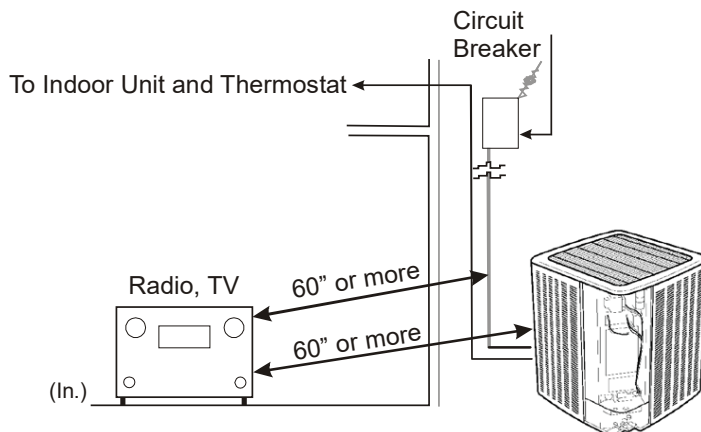 Circuit
Breaker
To Indoor Unit and Thermostat
Radio, TV
60” or more
60” or more
(In.)